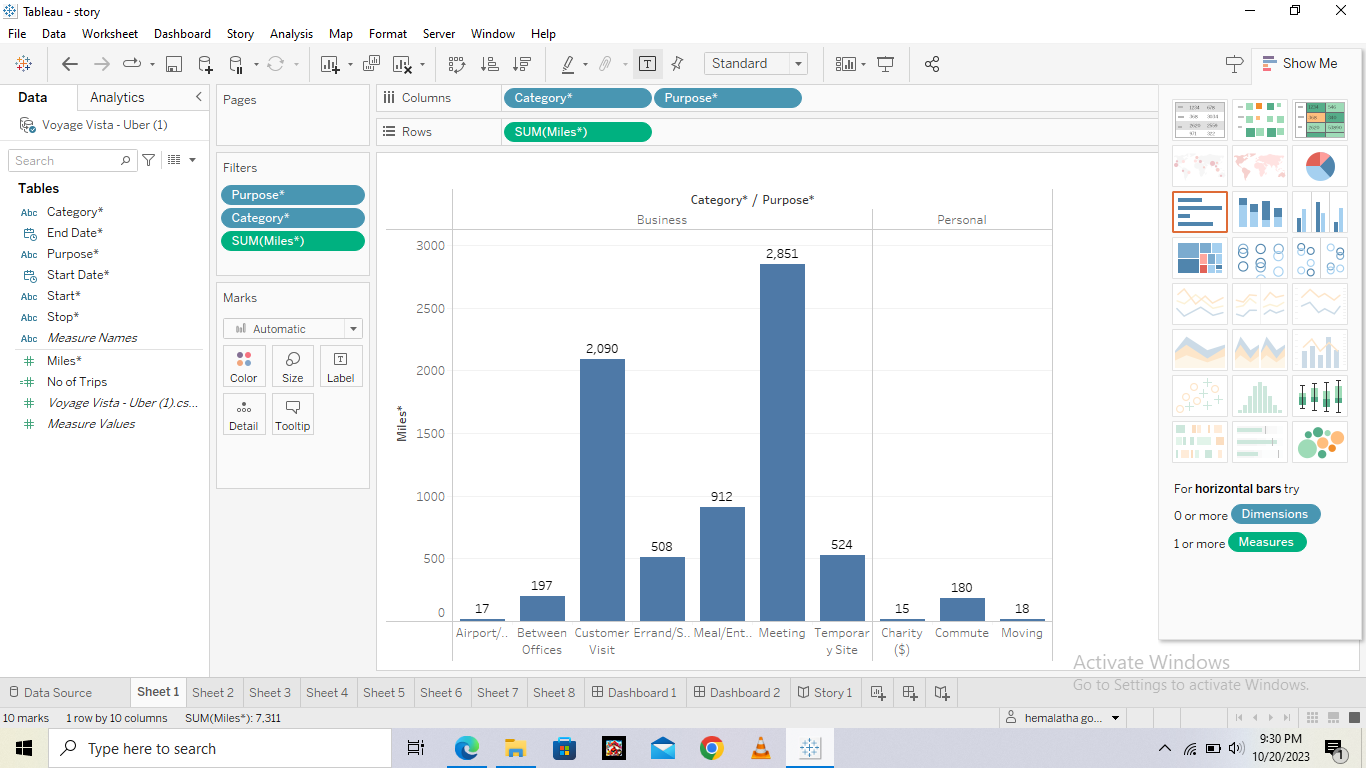 Tableau - story
File Data Worksheet Dashboard Story Analysis Map Format Server Window Help
Standard
Show Me
Data Analytics
Voyage Vista - Uber (1)
Search
Tables
Abc Category*
End Date*
Abc Purpose*
Start Date*
Abc Start*
Abc Stop*
Abc Measure Names
# Miles*
=# No of Trips
# Voyage Vista - Uber (1).cs...
# Measure Values
Pages
Filters
Purpose*
Category*
SUM(Miles*)
Marks
Automatic
Color Size Label
Detail Tooltip
Columns Category* Purpose*
Rows SUM(Miles*)
Category* / Purpose*
Business Personal
Miles*
3000
2500
2000
1500
1000
500
0
17
197
2,090
508
912
2,851
524
15
180
18
Airport/..
Between Offices
Customer Visit
Errand/S..
Meal/Ent..
Meeting
Temporar
y Site
Charity ($)
Commute
Moving
For horizontal bars try
0 or more Dimensions
1 or more Measures
Activate Windows
Go to Settings to activate Windows.
Data Source Sheet 1 Sheet 2 Sheet 3 Sheet 4 Sheet 5 Sheet 6 Sheet 7 Sheet 8 Dashboard 1 Dashboard 2 Story 1
10 marks 1 row by 10 columns SUM(Miles*): 7,311
hemalatha go...
Type here to search
9:30 PM
10/20/2023
1